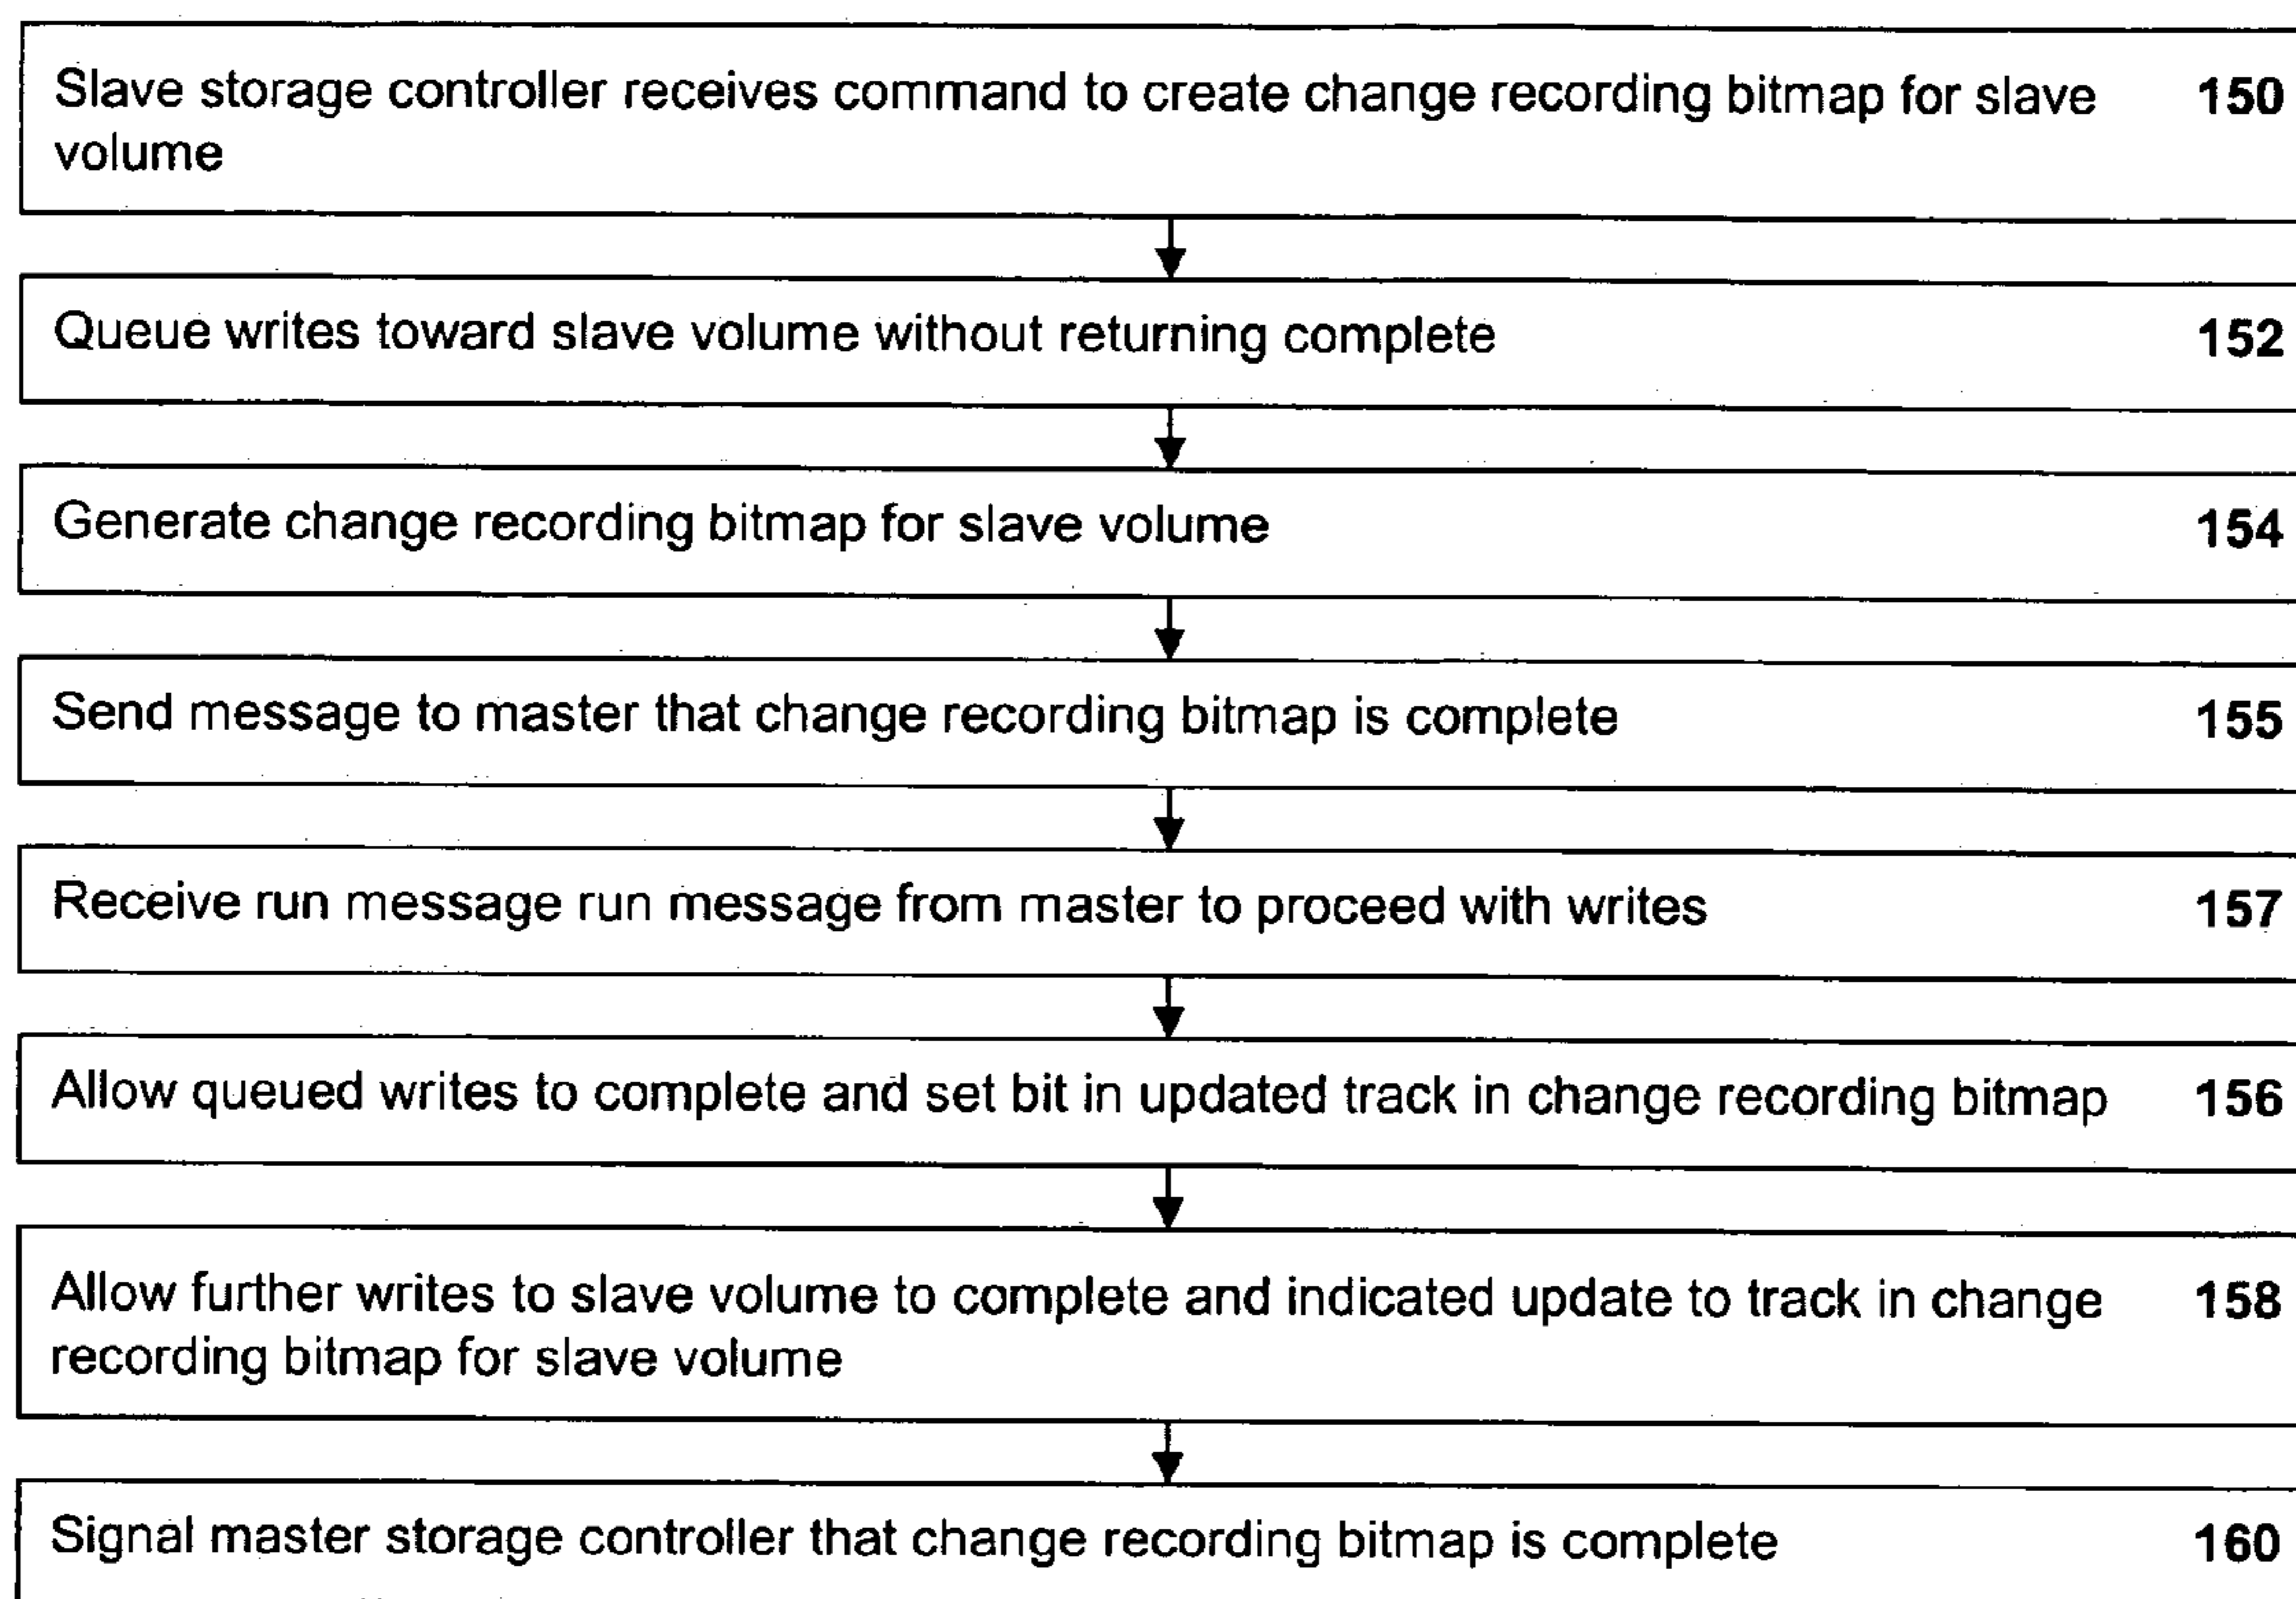 Slave storage controller receives command to create change recording bitmap for slave 150
volume
Queue writes toward slave volume without returning complete 152
Generate change recording bitmap for slave volume 154
Send message to master that change recording bitmap is complete 155
Receive run message run message from master to proceed with writes 157
Allow queued writes to complete and set bit in updated track in change recording bitmap 156
Allow further writes to slave volume to complete and indicated update to track in change 158
recording bitmap for slave volume
Signal master storage controller that change recording bitmap is complete 160